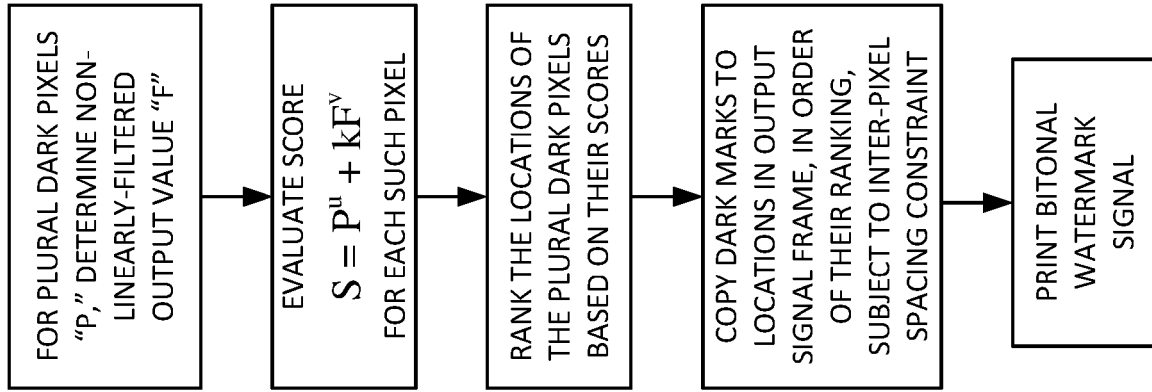 FOR PLURAL DARK PIXELS
“P,” DETERMINE NON-
LINEARLY-FILTERED
OUTPUT VALUE “F”
EVALUATE SCORE
S = Pᵘ + kFᵛ
FOR EACH SUCH PIXEL
RANK THE LOCATIONS OF
THE PLURAL DARK PIXELS
BASED ON THEIR SCORES
COPY DARK MARKS TO
LOCATIONS IN OUTPUT
SIGNAL FRAME, IN ORDER
OF THEIR RANKING,
SUBJECT TO INTER-PIXEL
SPACING CONSTRAINT
PRINT BITONAL
WATERMARK
SIGNAL